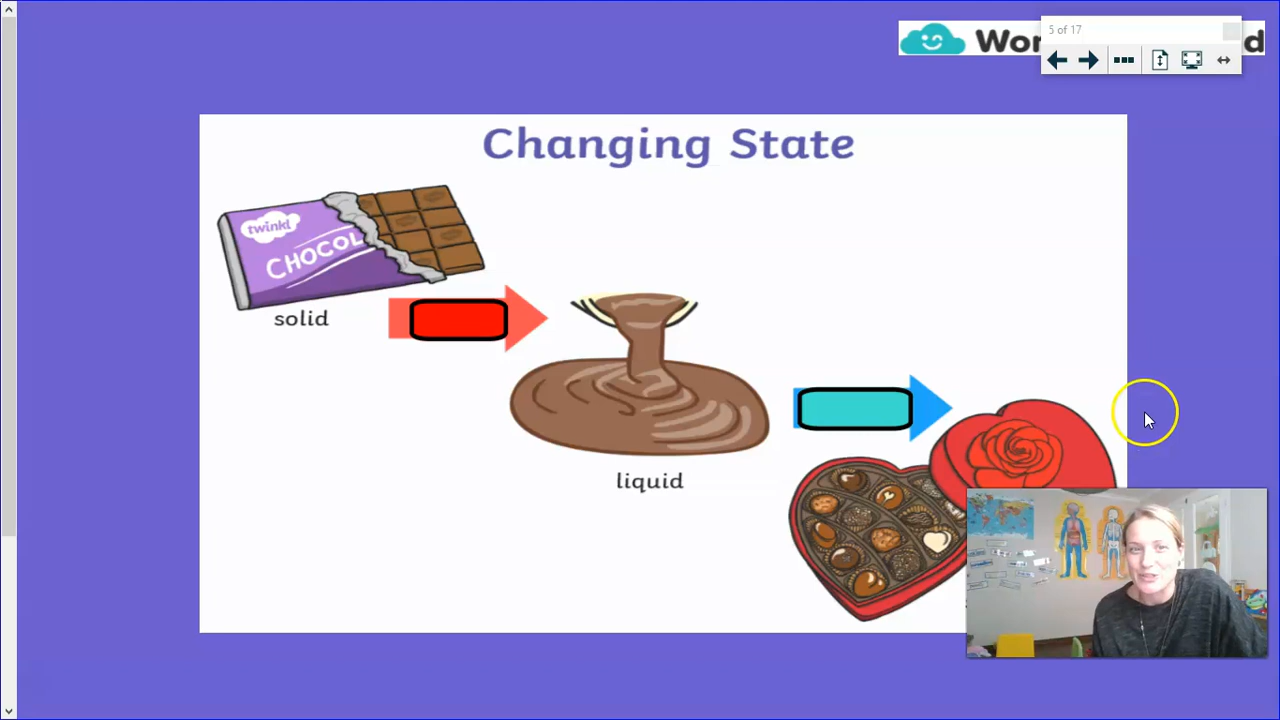 5 of 17
Changing State
twinkl
CHOCOL
solid
liquid